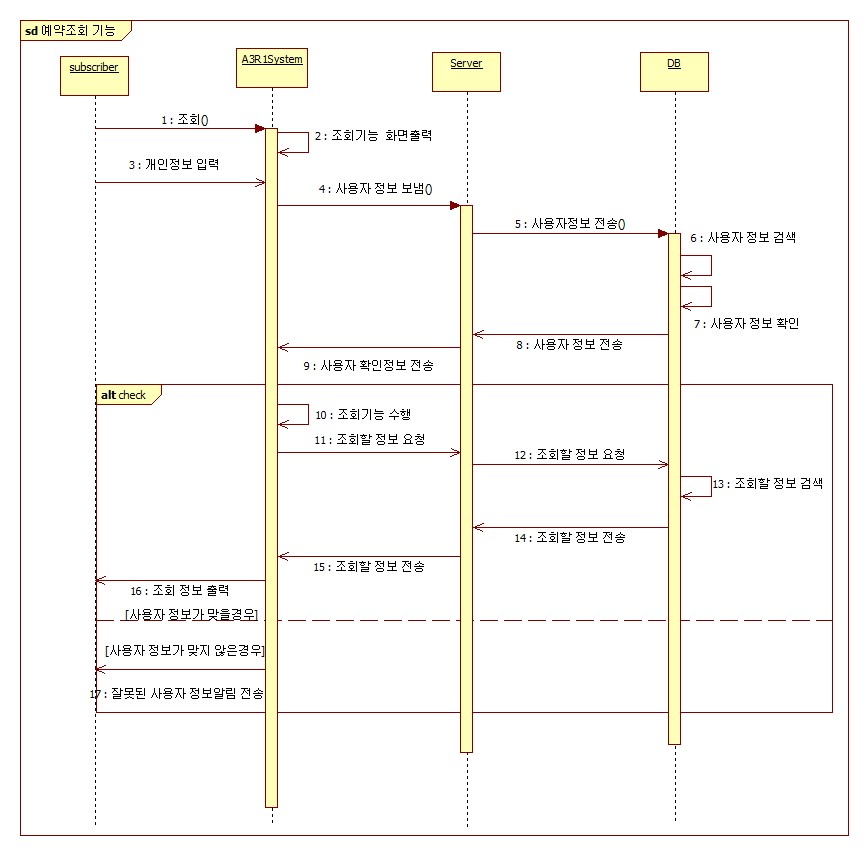 sd 예약조회 기능
subscriber
A3R1System
Server
DB
1 : 조회()
2 : 조회기능 화면출력
3 : 개인정보 입력
4 : 사용자 정보 보냄()
5 : 사용자정보 전송()
6 : 사용자 정보 검색
7 : 사용자 정보 확인
8 : 사용자 정보 전송
9 : 사용자 확인정보 전송
alt check
10 : 조회기능 수행
11 : 조회할 정보 요청
12 : 조회할 정보 요청
13 : 조회할 정보 검색
14 : 조회할 정보 전송
15 : 조회할 정보 전송
16 : 조회 정보 출력
[사용자 정보가 맞을경우]
[사용자 정보가 맞지 않은경우]
17 : 잘못된 사용자 정보알림 전송